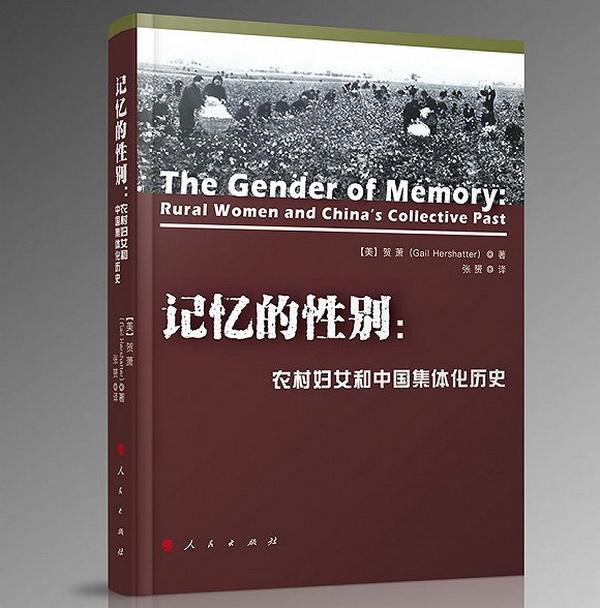 The Gender of Memory:
Rural Women and China's Collective Past
【美】贺 萧 (Gail Hershatter) ◎ 著
张 赟 ◎ 译
记忆的性别:
农村妇女和中国集体化历史
人民出版社
记忆的性别:
农村妇女和
中国集体化历史
【美】贺 萧
(Gail Hershatter) ◎ 著
张 赟 ◎ 译
人民出版社